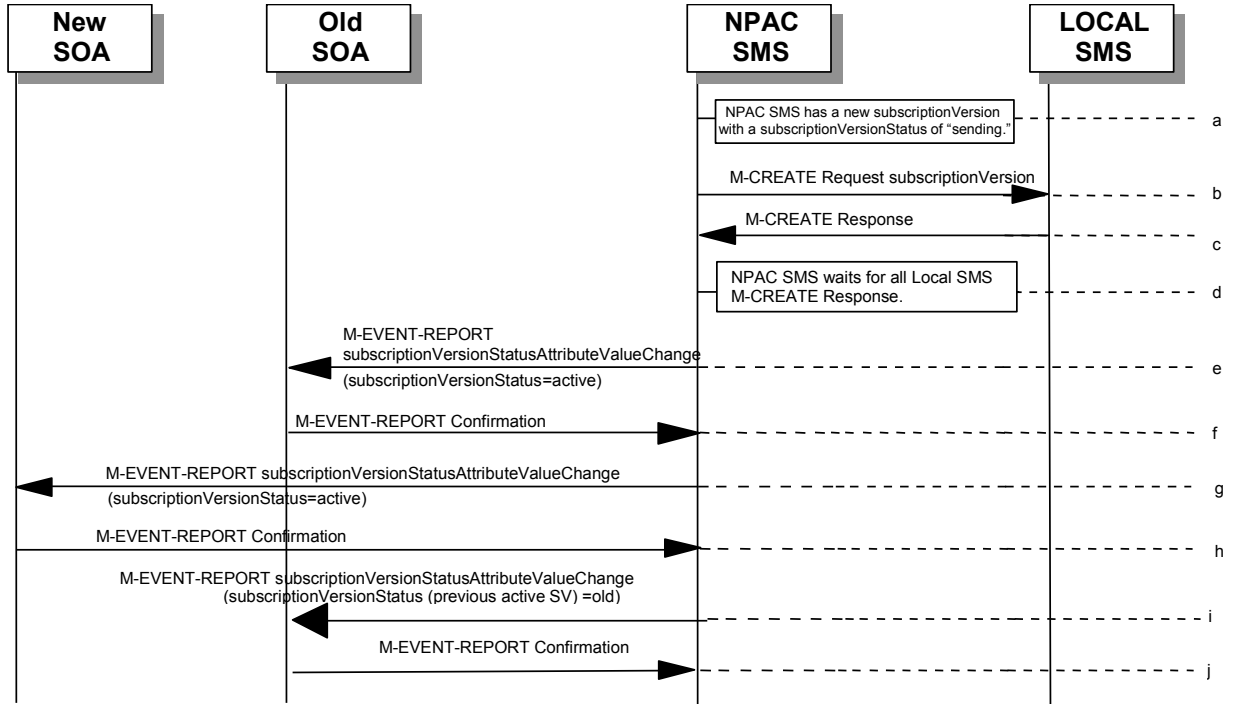 New
SOA
Old
SOA
NPAC
SMS
LOCAL
SMS
NPAC SMS has a new subscriptionVersion
with a subscriptionVersionStatus of “sending.”
a
M-CREATE Request subscriptionVersion
b
M-CREATE Response
c
NPAC SMS waits for all Local SMS
M-CREATE Response.
d
M-EVENT-REPORT
subscriptionVersionStatusAttributeValueChange
(subscriptionVersionStatus=active)
e
M-EVENT-REPORT Confirmation
f
M-EVENT-REPORT subscriptionVersionStatusAttributeValueChange
(subscriptionVersionStatus=active)
g
M-EVENT-REPORT Confirmation
h
M-EVENT-REPORT subscriptionVersionStatusAttributeValueChange
(subscriptionVersionStatus (previous active SV) =old)
i
M-EVENT-REPORT Confirmation
j